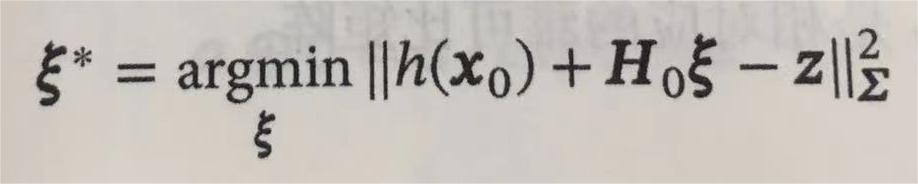 ξ* = argmin ‖h(x₀) + H₀ξ − z‖²_Σ
ξ